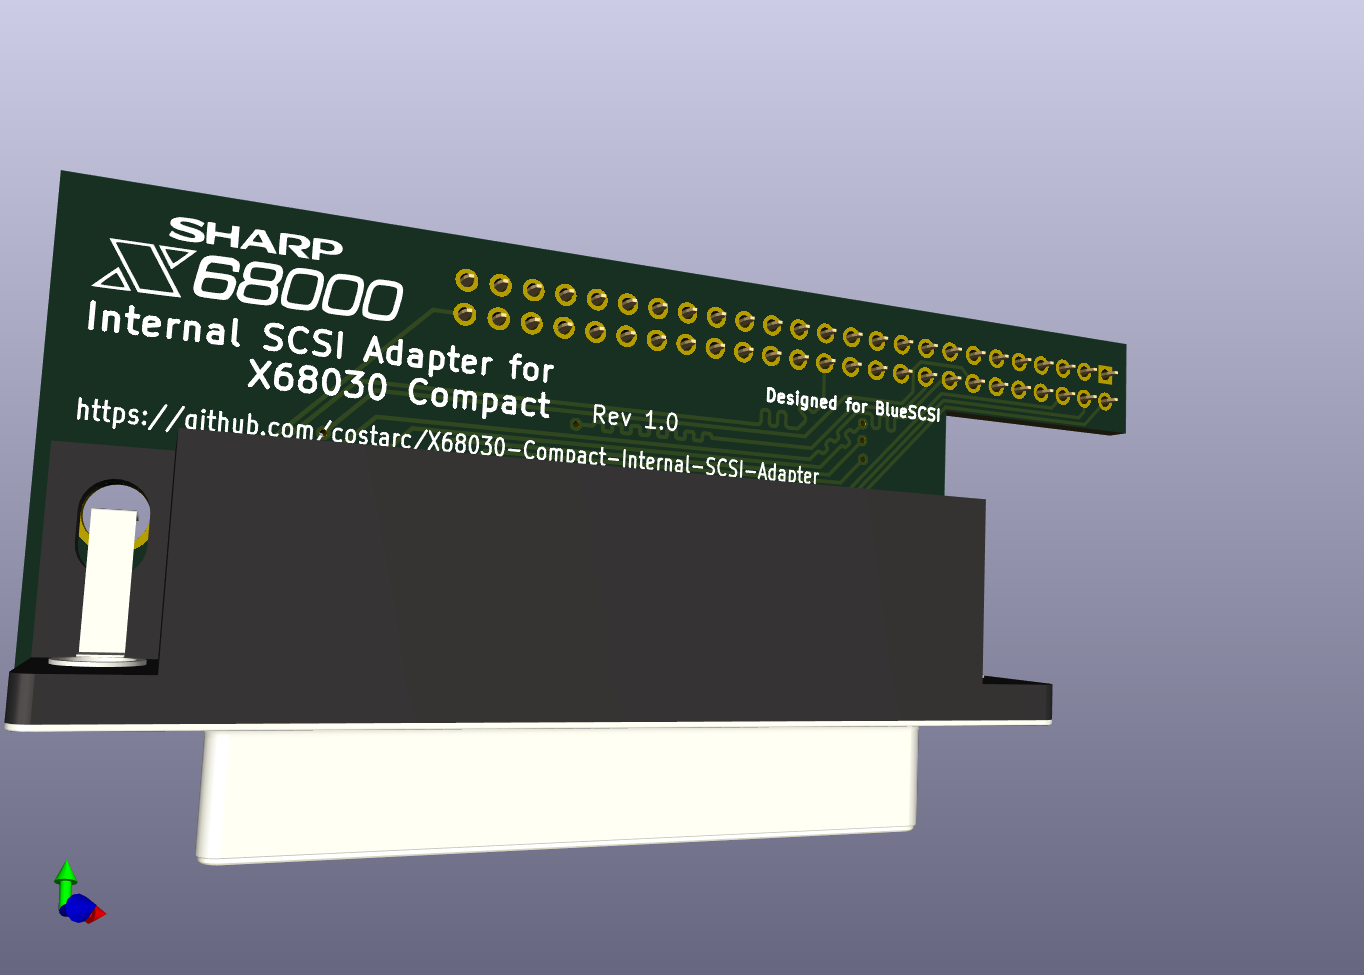 SHARP
X68000
Internal SCSI Adapter for
X68030 Compact
Rev 1.0
Designed for BlueSCSI
https://github.com/costarc/X68030-Compact-Internal-SCSI-Adapter